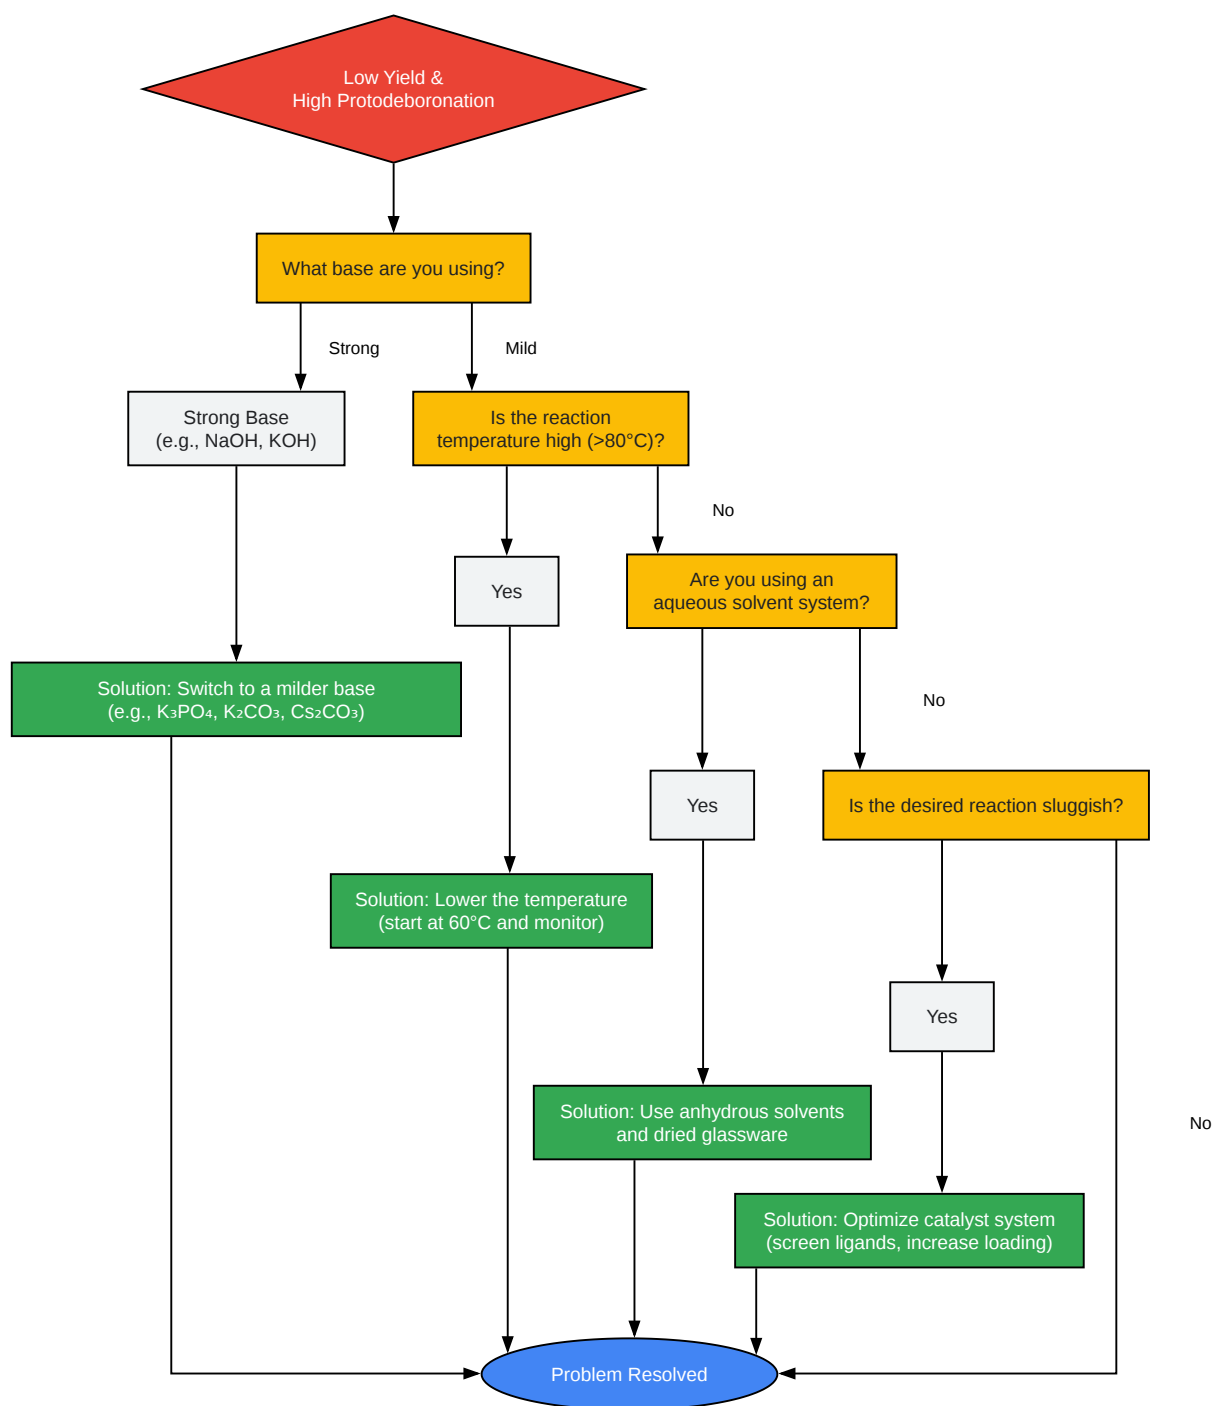 Low Yield &
High Protodeboronation
What base are you using?
Strong
Mild
Strong Base
(e.g., NaOH, KOH)
Is the reaction
temperature high (>80°C)?
No
Yes
Are you using an
aqueous solvent system?
Solution: Switch to a milder base
(e.g., K₃PO₄, K₂CO₃, Cs₂CO₃)
No
Yes
Is the desired reaction sluggish?
Solution: Lower the temperature
(start at 60°C and monitor)
Yes
Solution: Use anhydrous solvents
and dried glassware
No
Solution: Optimize catalyst system
(screen ligands, increase loading)
Problem Resolved